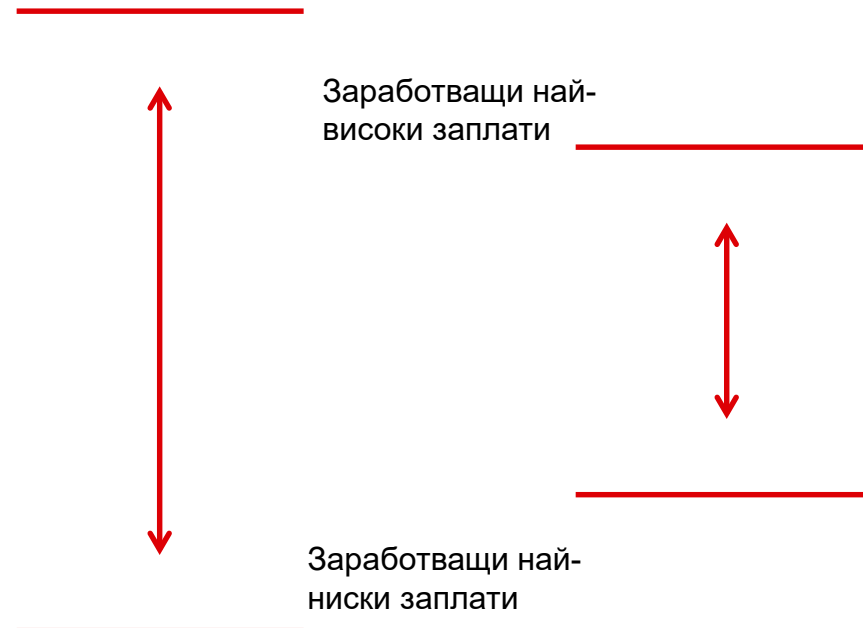 Заработващи най-
високи заплати
Заработващи най-
ниски заплати